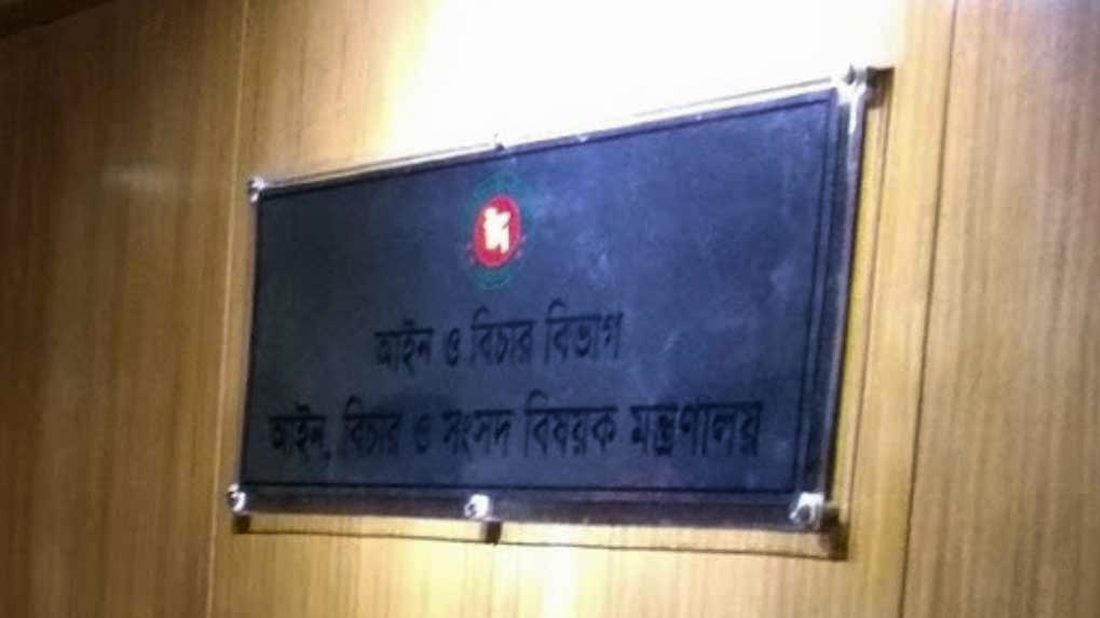 আইন ও বিচার বিভাগ
আইন, বিচার ও সংসদ বিষয়ক মন্ত্রণালয়